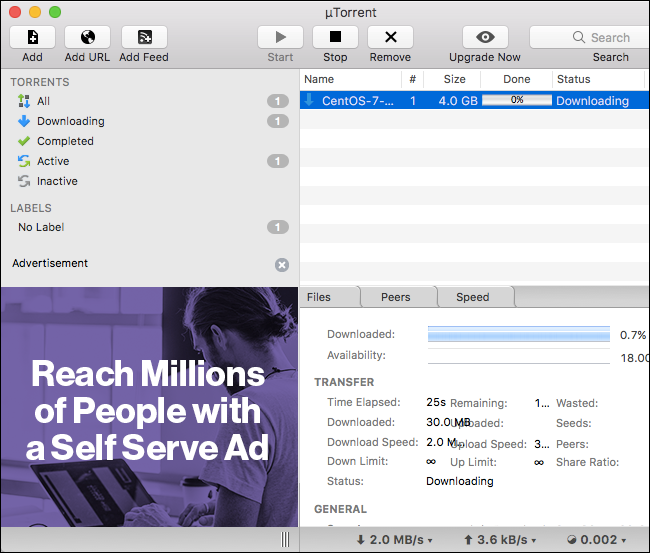 µTorrent
Add Add URL Add Feed Start Stop Remove Upgrade Now Search
Search
TORRENTS
All 1
Downloading 1
Completed
Active 1
Inactive
LABELS
No Label 1
Advertisement
Reach Millions
of People with
a Self Serve Ad
Name # Size Done Status
CentOS-7-... 1 4.0 GB 0% Downloading
Files Peers Speed
Downloaded: 0.7%
Availability: 18.00
TRANSFER
Time Elapsed: 25s Remaining: 1... Wasted:
Downloaded: 30.0 MB Uploaded: Seeds:
Download Speed: 2.0 M... Upload Speed: 3... Peers:
Down Limit: ∞ Up Limit: ∞ Share Ratio:
Status: Downloading
GENERAL
2.0 MB/s 3.6 kB/s 0.002